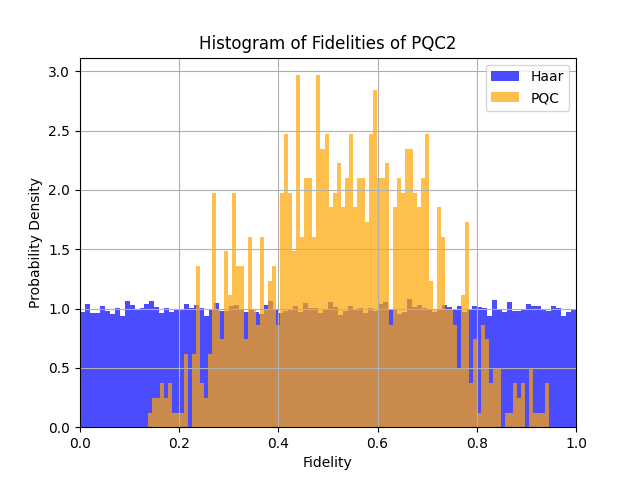 Histogram of Fidelities of PQC2
Haar
PQC
Probability Density
3.0
2.5
2.0
1.5
1.0
0.5
0.0
0.0 0.2 0.4 0.6 0.8 1.0
Fidelity